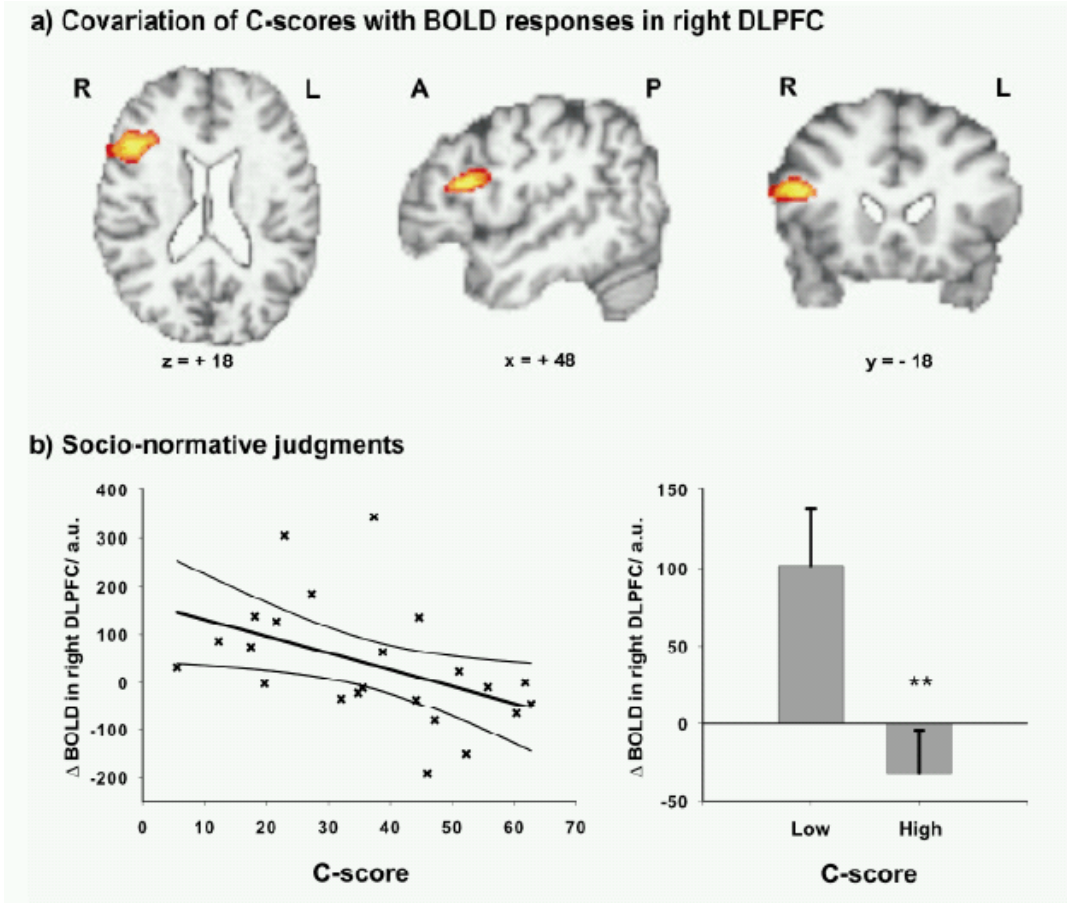 a) Covariation of C-scores with BOLD responses in right DLPFC
R L A P R L
z = + 18 x = + 48 y = - 18
b) Socio-normative judgments
Δ BOLD in right DLPFC/ a.u.
400
300
200
100
0
-100
-200
0 10 20 30 40 50 60 70
C-score
Δ BOLD in right DLPFC/ a.u.
150
100
50
0
-50
**
Low High
C-score